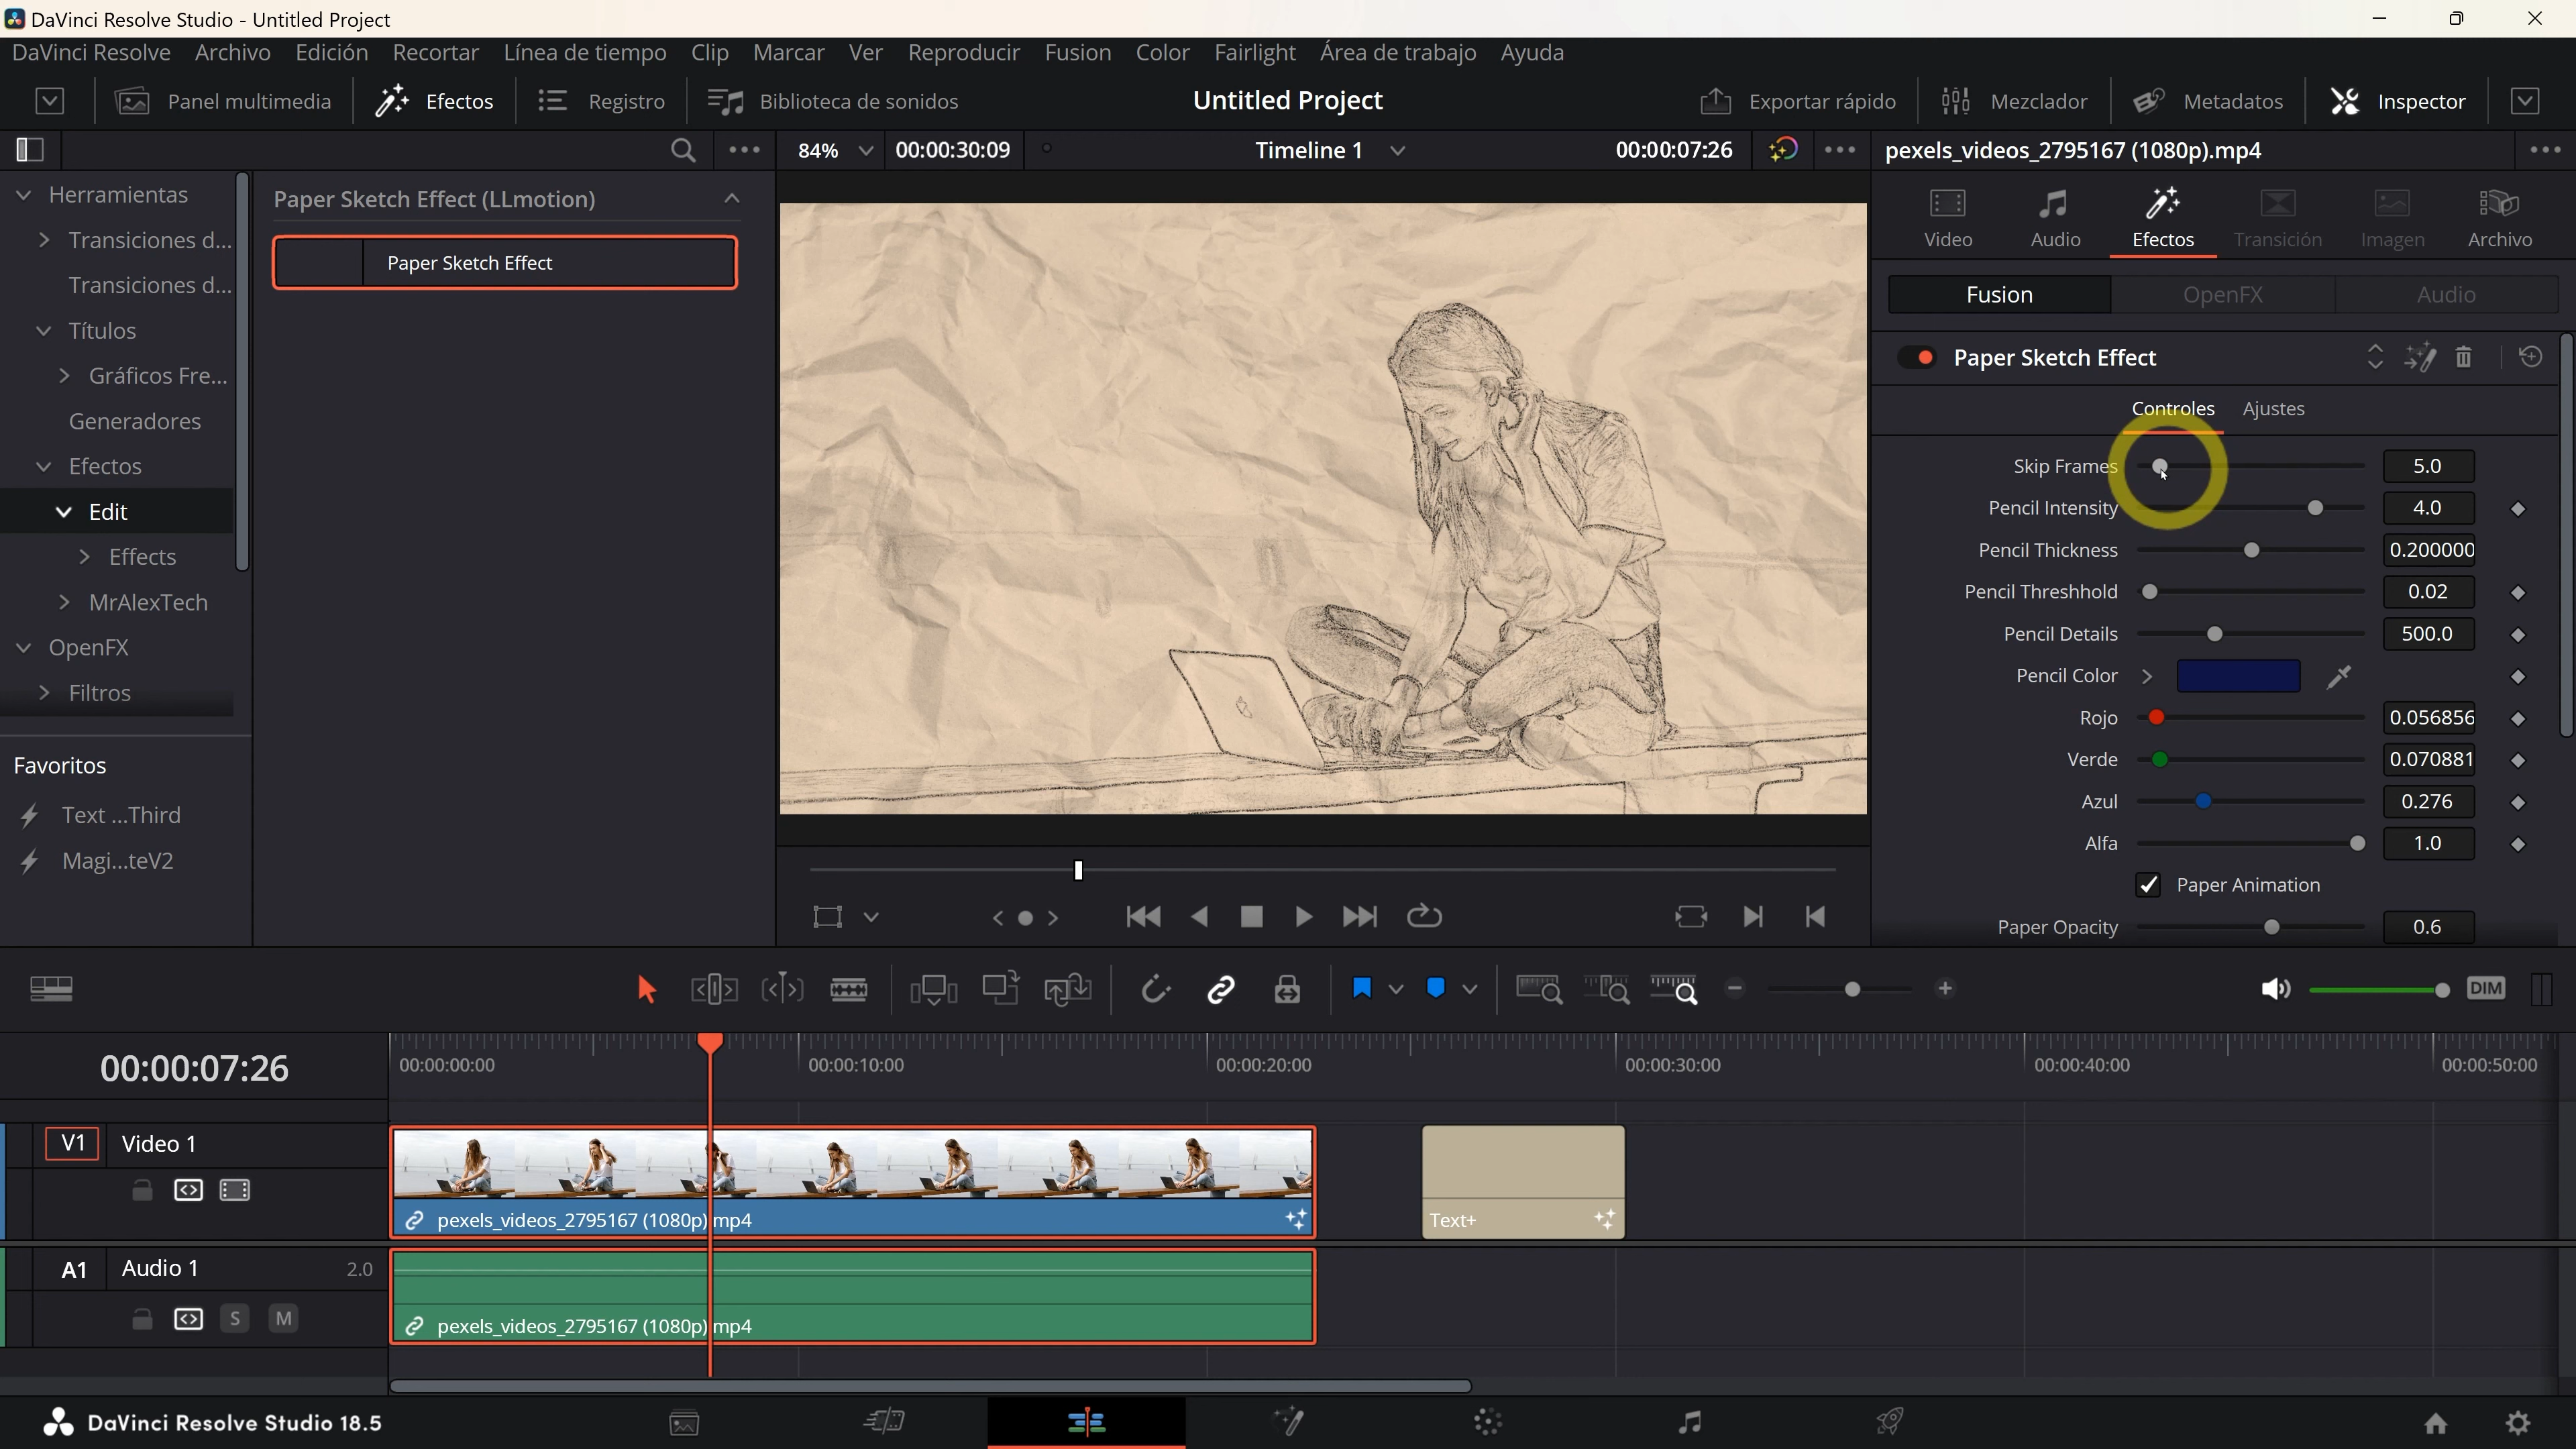 DaVinci Resolve Studio - Untitled Project
DaVinci Resolve Archivo Edición Recortar Línea de tiempo Clip Marcar Ver Reproducir Fusion Color Fairlight Área de trabajo Ayuda
Panel multimedia Efectos Registro Biblioteca de sonidos Untitled Project Exportar rápido Mezclador Metadatos Inspector
84% 00:00:30:09 Timeline 1 00:00:07:26 pexels_videos_2795167 (1080p).mp4
Herramientas
Transiciones d...
Transiciones d...
Títulos
Gráficos Fre...
Generadores
Efectos
Edit
Effects
MrAlexTech
OpenFX
Filtros
Favoritos
Text ...Third
Magi...teV2
Paper Sketch Effect (LLmotion)
Paper Sketch Effect
Video Audio Efectos Transición Imagen Archivo
Fusion OpenFX Audio
Paper Sketch Effect
Controles Ajustes
Skip Frames 5.0
Pencil Intensity 4.0
Pencil Thickness 0.200000
Pencil Threshhold 0.02
Pencil Details 500.0
Pencil Color
Rojo 0.056856
Verde 0.070881
Azul 0.276
Alfa 1.0
Paper Animation
Paper Opacity 0.6
DIM
00:00:07:26 00:00:00:00 00:00:10:00 00:00:20:00 00:00:30:00 00:00:40:00 00:00:50:00
V1 Video 1
pexels_videos_2795167 (1080p).mp4
Text+
A1 Audio 1 2.0
S M
pexels_videos_2795167 (1080p).mp4
DaVinci Resolve Studio 18.5